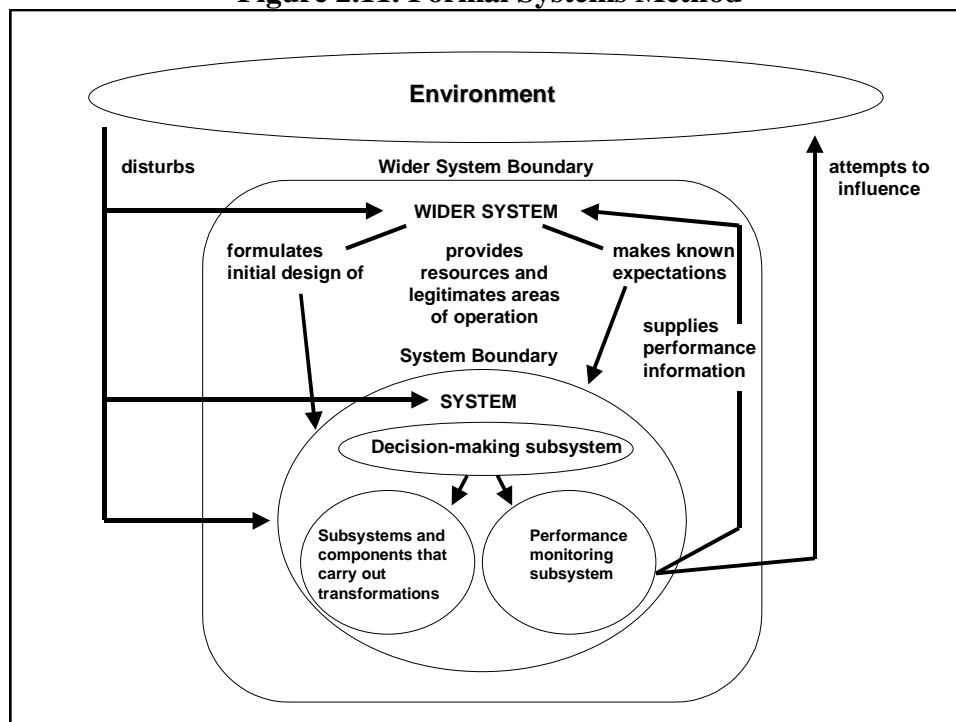 Figure 2.11. Formal Systems Method
Environment
disturbs
Wider System Boundary
attempts to
influence
WIDER SYSTEM
formulates
initial design of
provides
resources and
legitimates areas
of operation
makes known
expectations
supplies
performance
information
System Boundary
SYSTEM
Decision-making subsystem
Subsystems and
components that
carry out
transformations
Performance
monitoring
subsystem